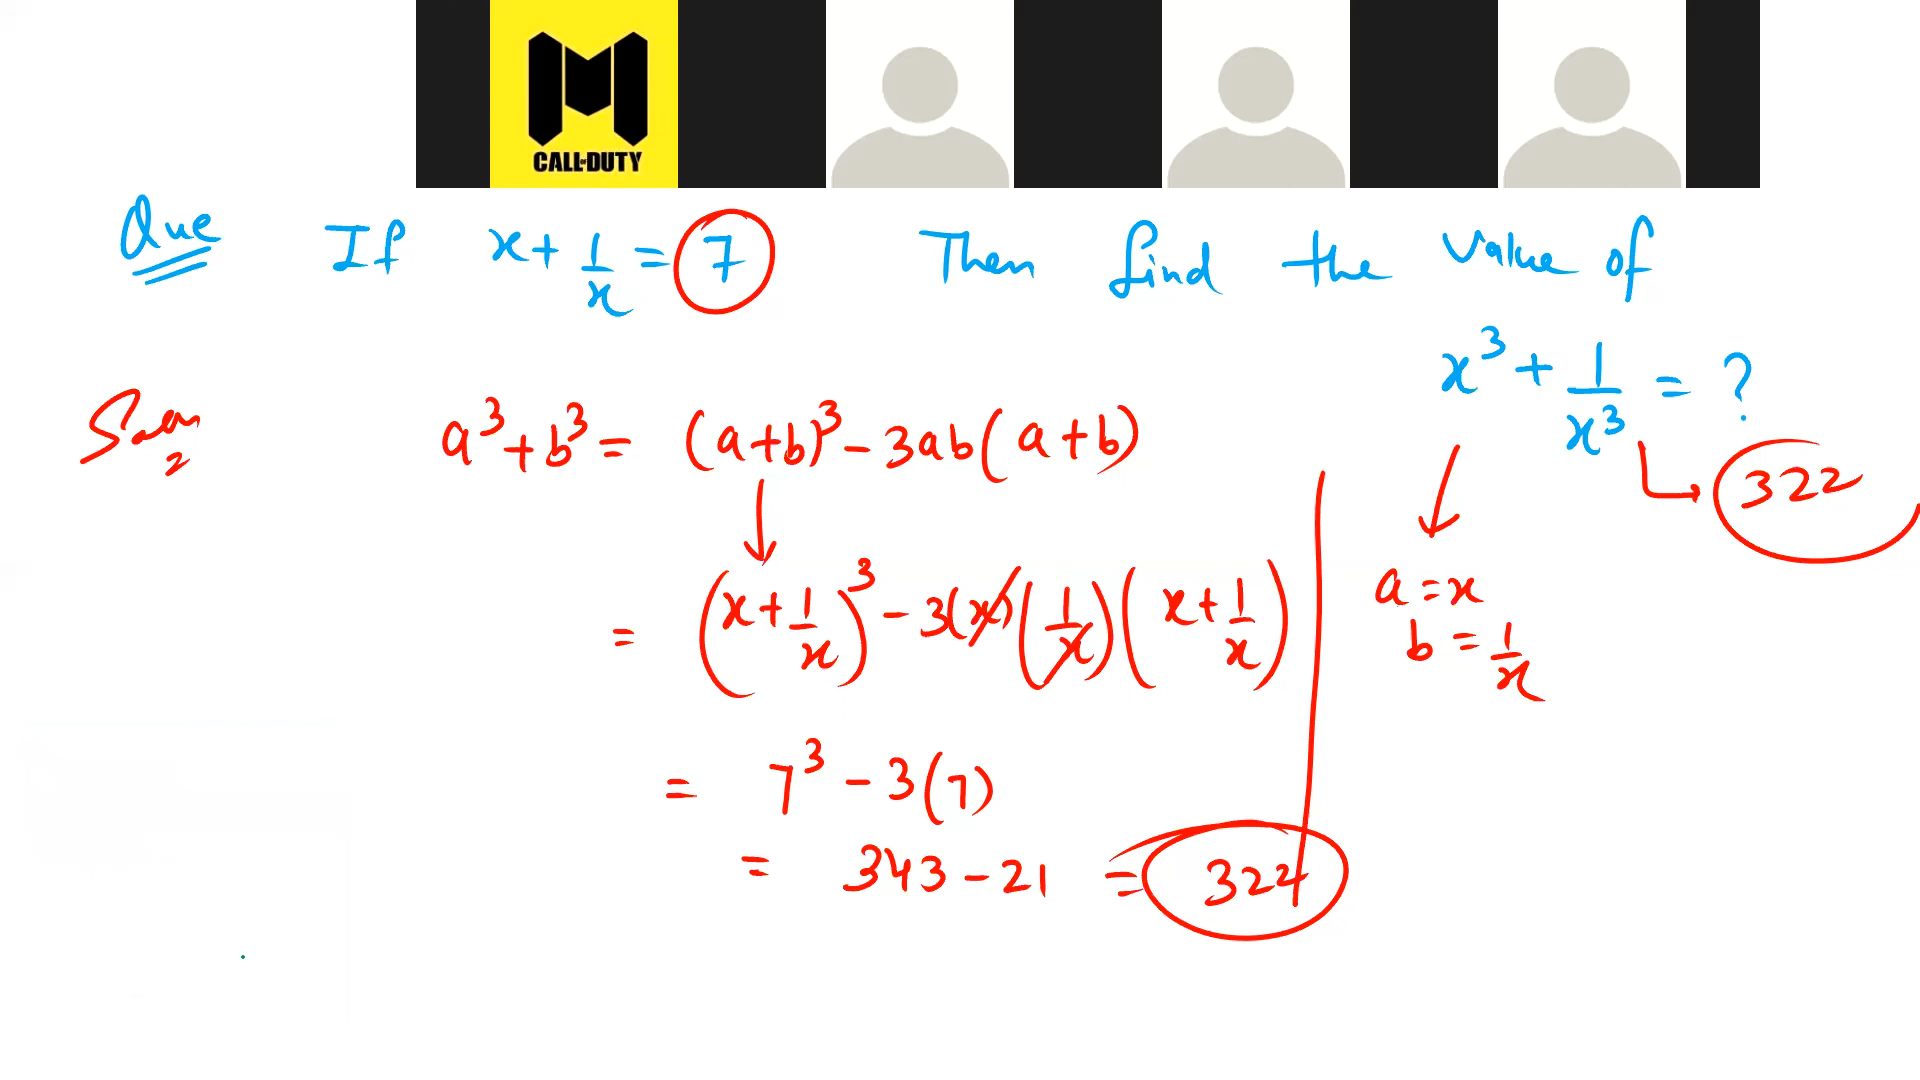 CALL OF DUTY
Que If x + 1/x = 7 Then find the value of
x³ + 1/x³ = ?
322
a³ + b³ = (a+b)³ - 3ab(a+b)
= (x + 1/x)³ - 3(x)(1/x)(x + 1/x)
a = x
b = 1/x
= 7³ - 3(7)
= 343 - 21 = 322